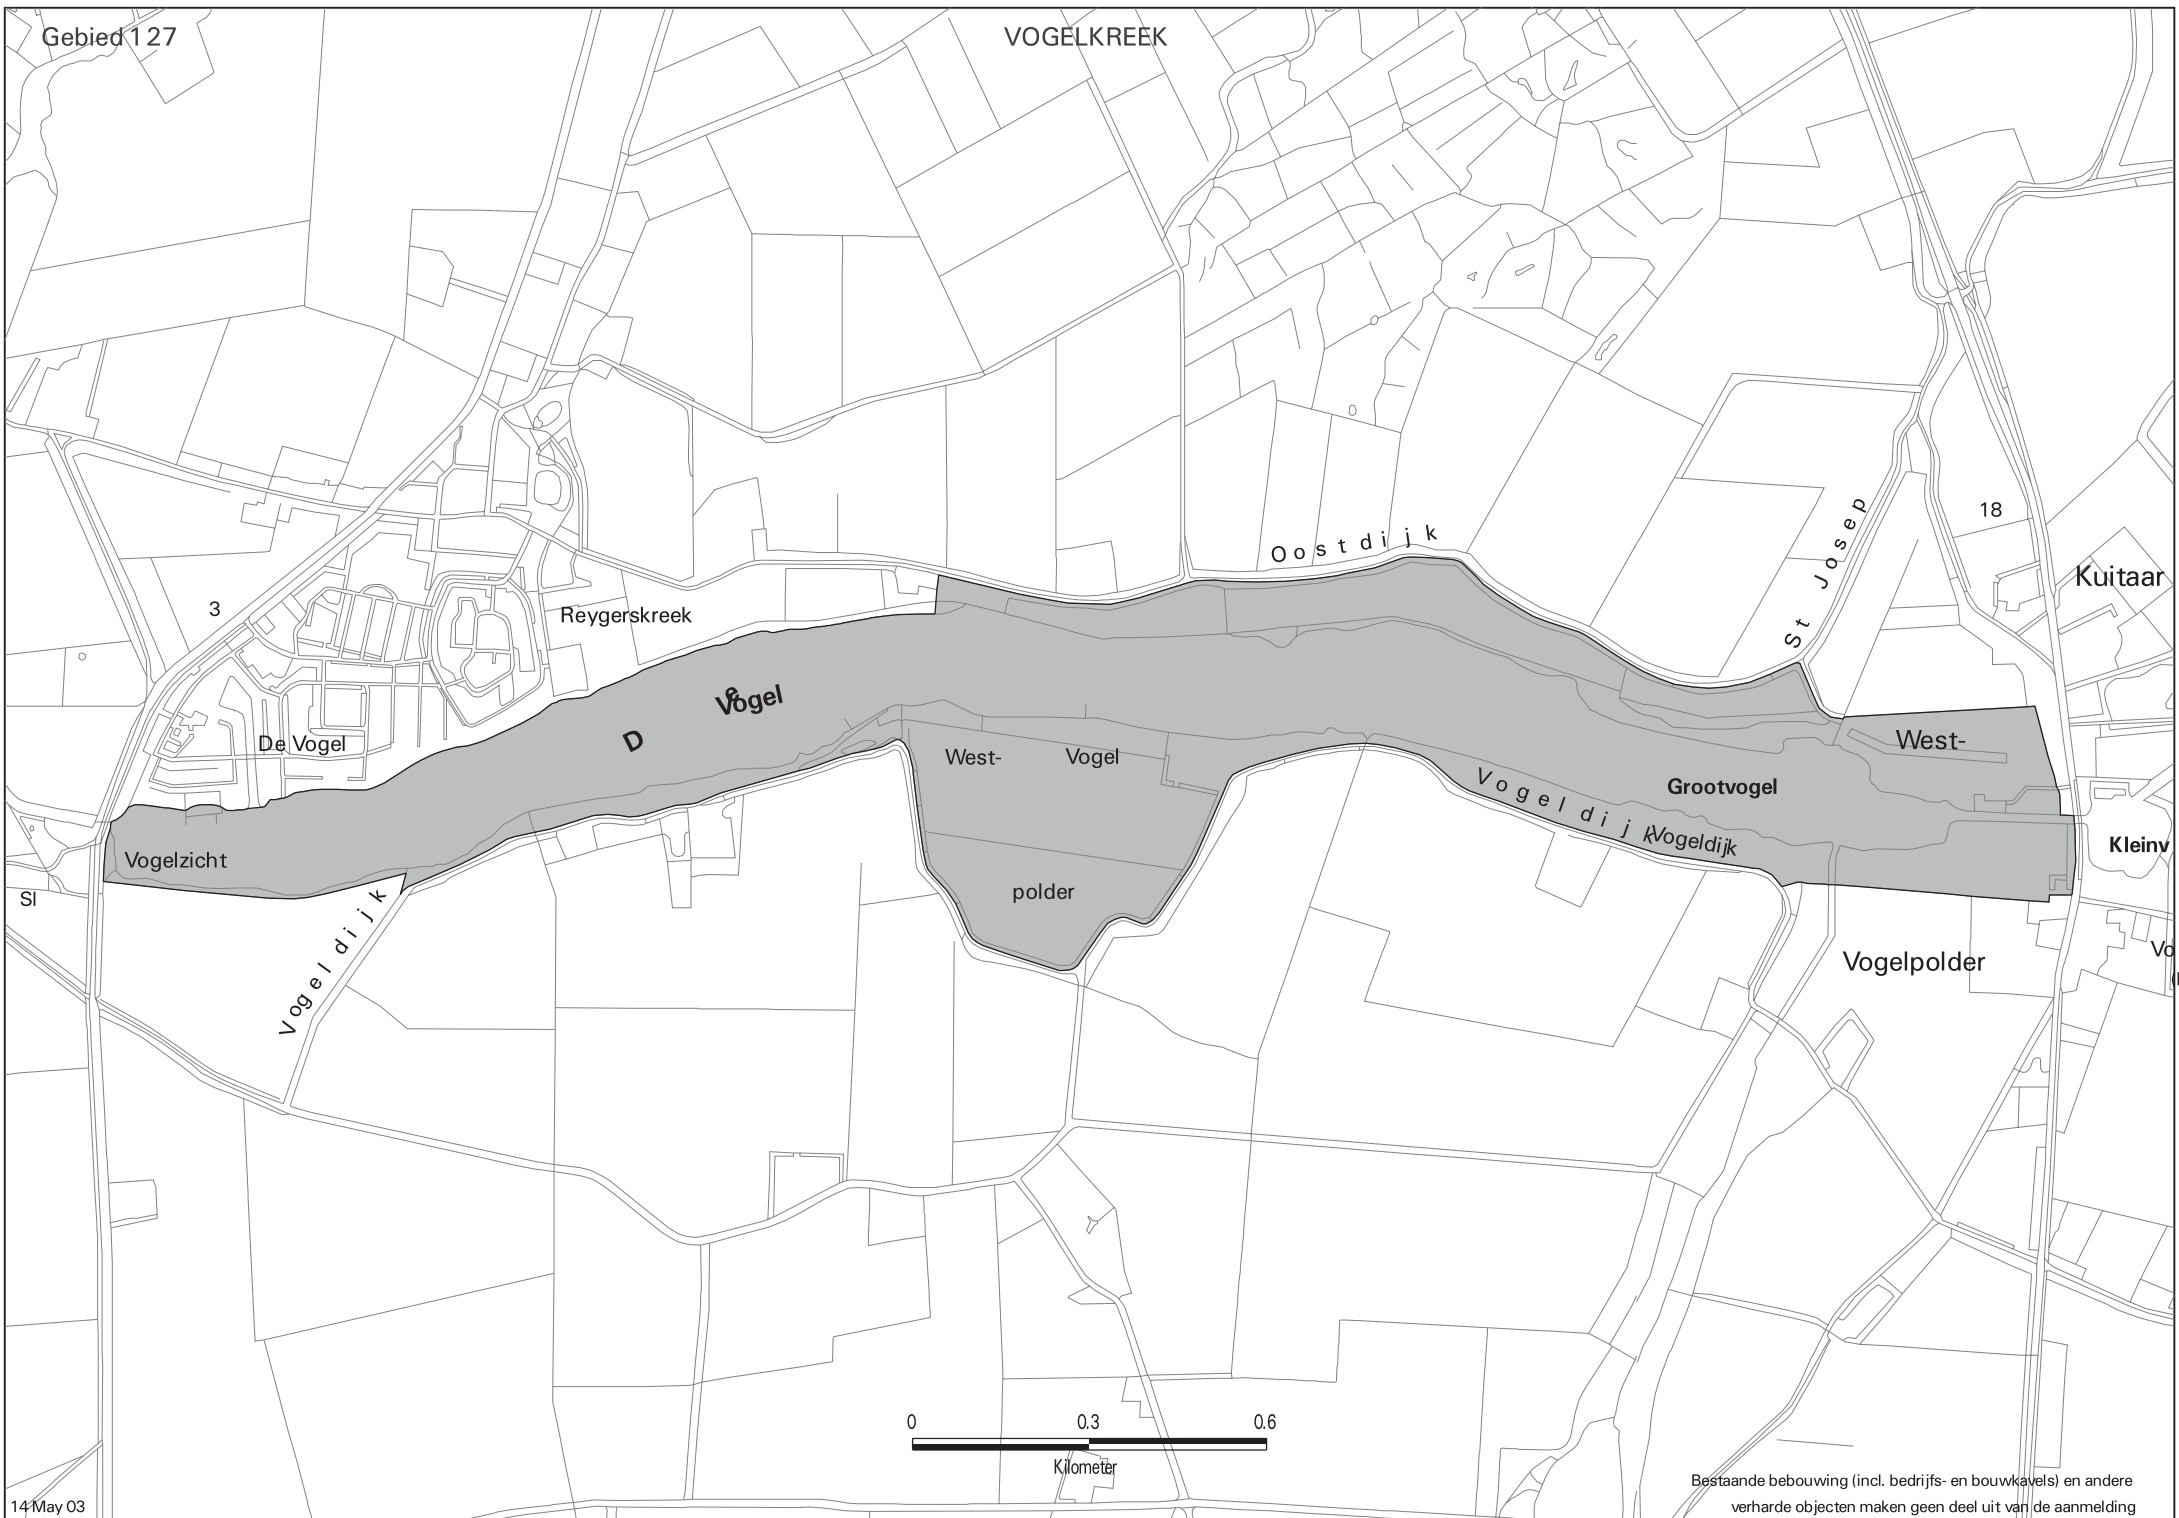 Gebied 127
VOGELKREEK
Oostdijk
St Josep
18
Kuitaar
3
Reygerskreek
De Vogel
De Vogel
West-
Vogel
West-
Grootvogel
Vogeldijk
Vogeldijk
Kleinv
Vogelzicht
Sl
polder
Vogeldijk
Vogelpolder
Vo
0 0.3 0.6
Kilometer
Bestaande bebouwing (incl. bedrijfs- en bouwkavels) en andere
verharde objecten maken geen deel uit van de aanmelding
14 May 03